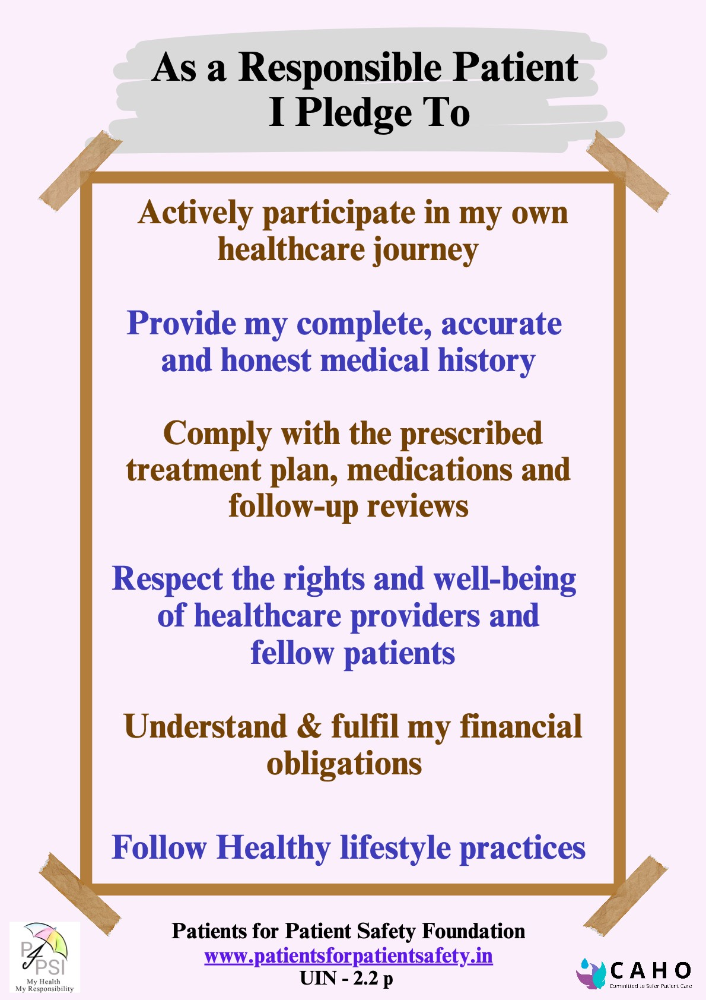 As a Responsible Patient
I Pledge To
Actively participate in my own
healthcare journey
Provide my complete, accurate
and honest medical history
Comply with the prescribed
treatment plan, medications and
follow-up reviews
Respect the rights and well-being
of healthcare providers and
fellow patients
Understand & fulfil my financial
obligations
Follow Healthy lifestyle practices
Patients for Patient Safety Foundation
www.patientsforpatientsafety.in
UIN - 2.2 p
P4PSI
My Health
My Responsibility
CAHO
Committed to Safer Patient Care